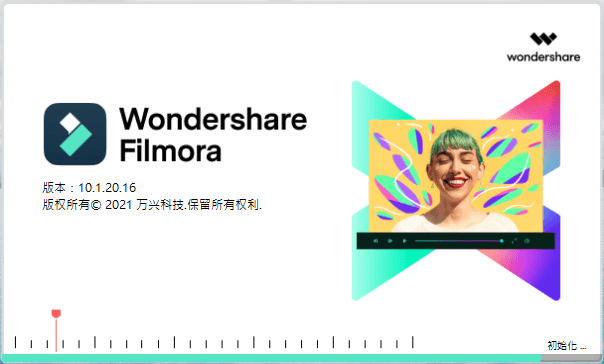 wondershare
Wondershare
Filmora
版本：10.1.20.16
版权所有© 2021 万兴科技.保留所有权利.
初始化 ...